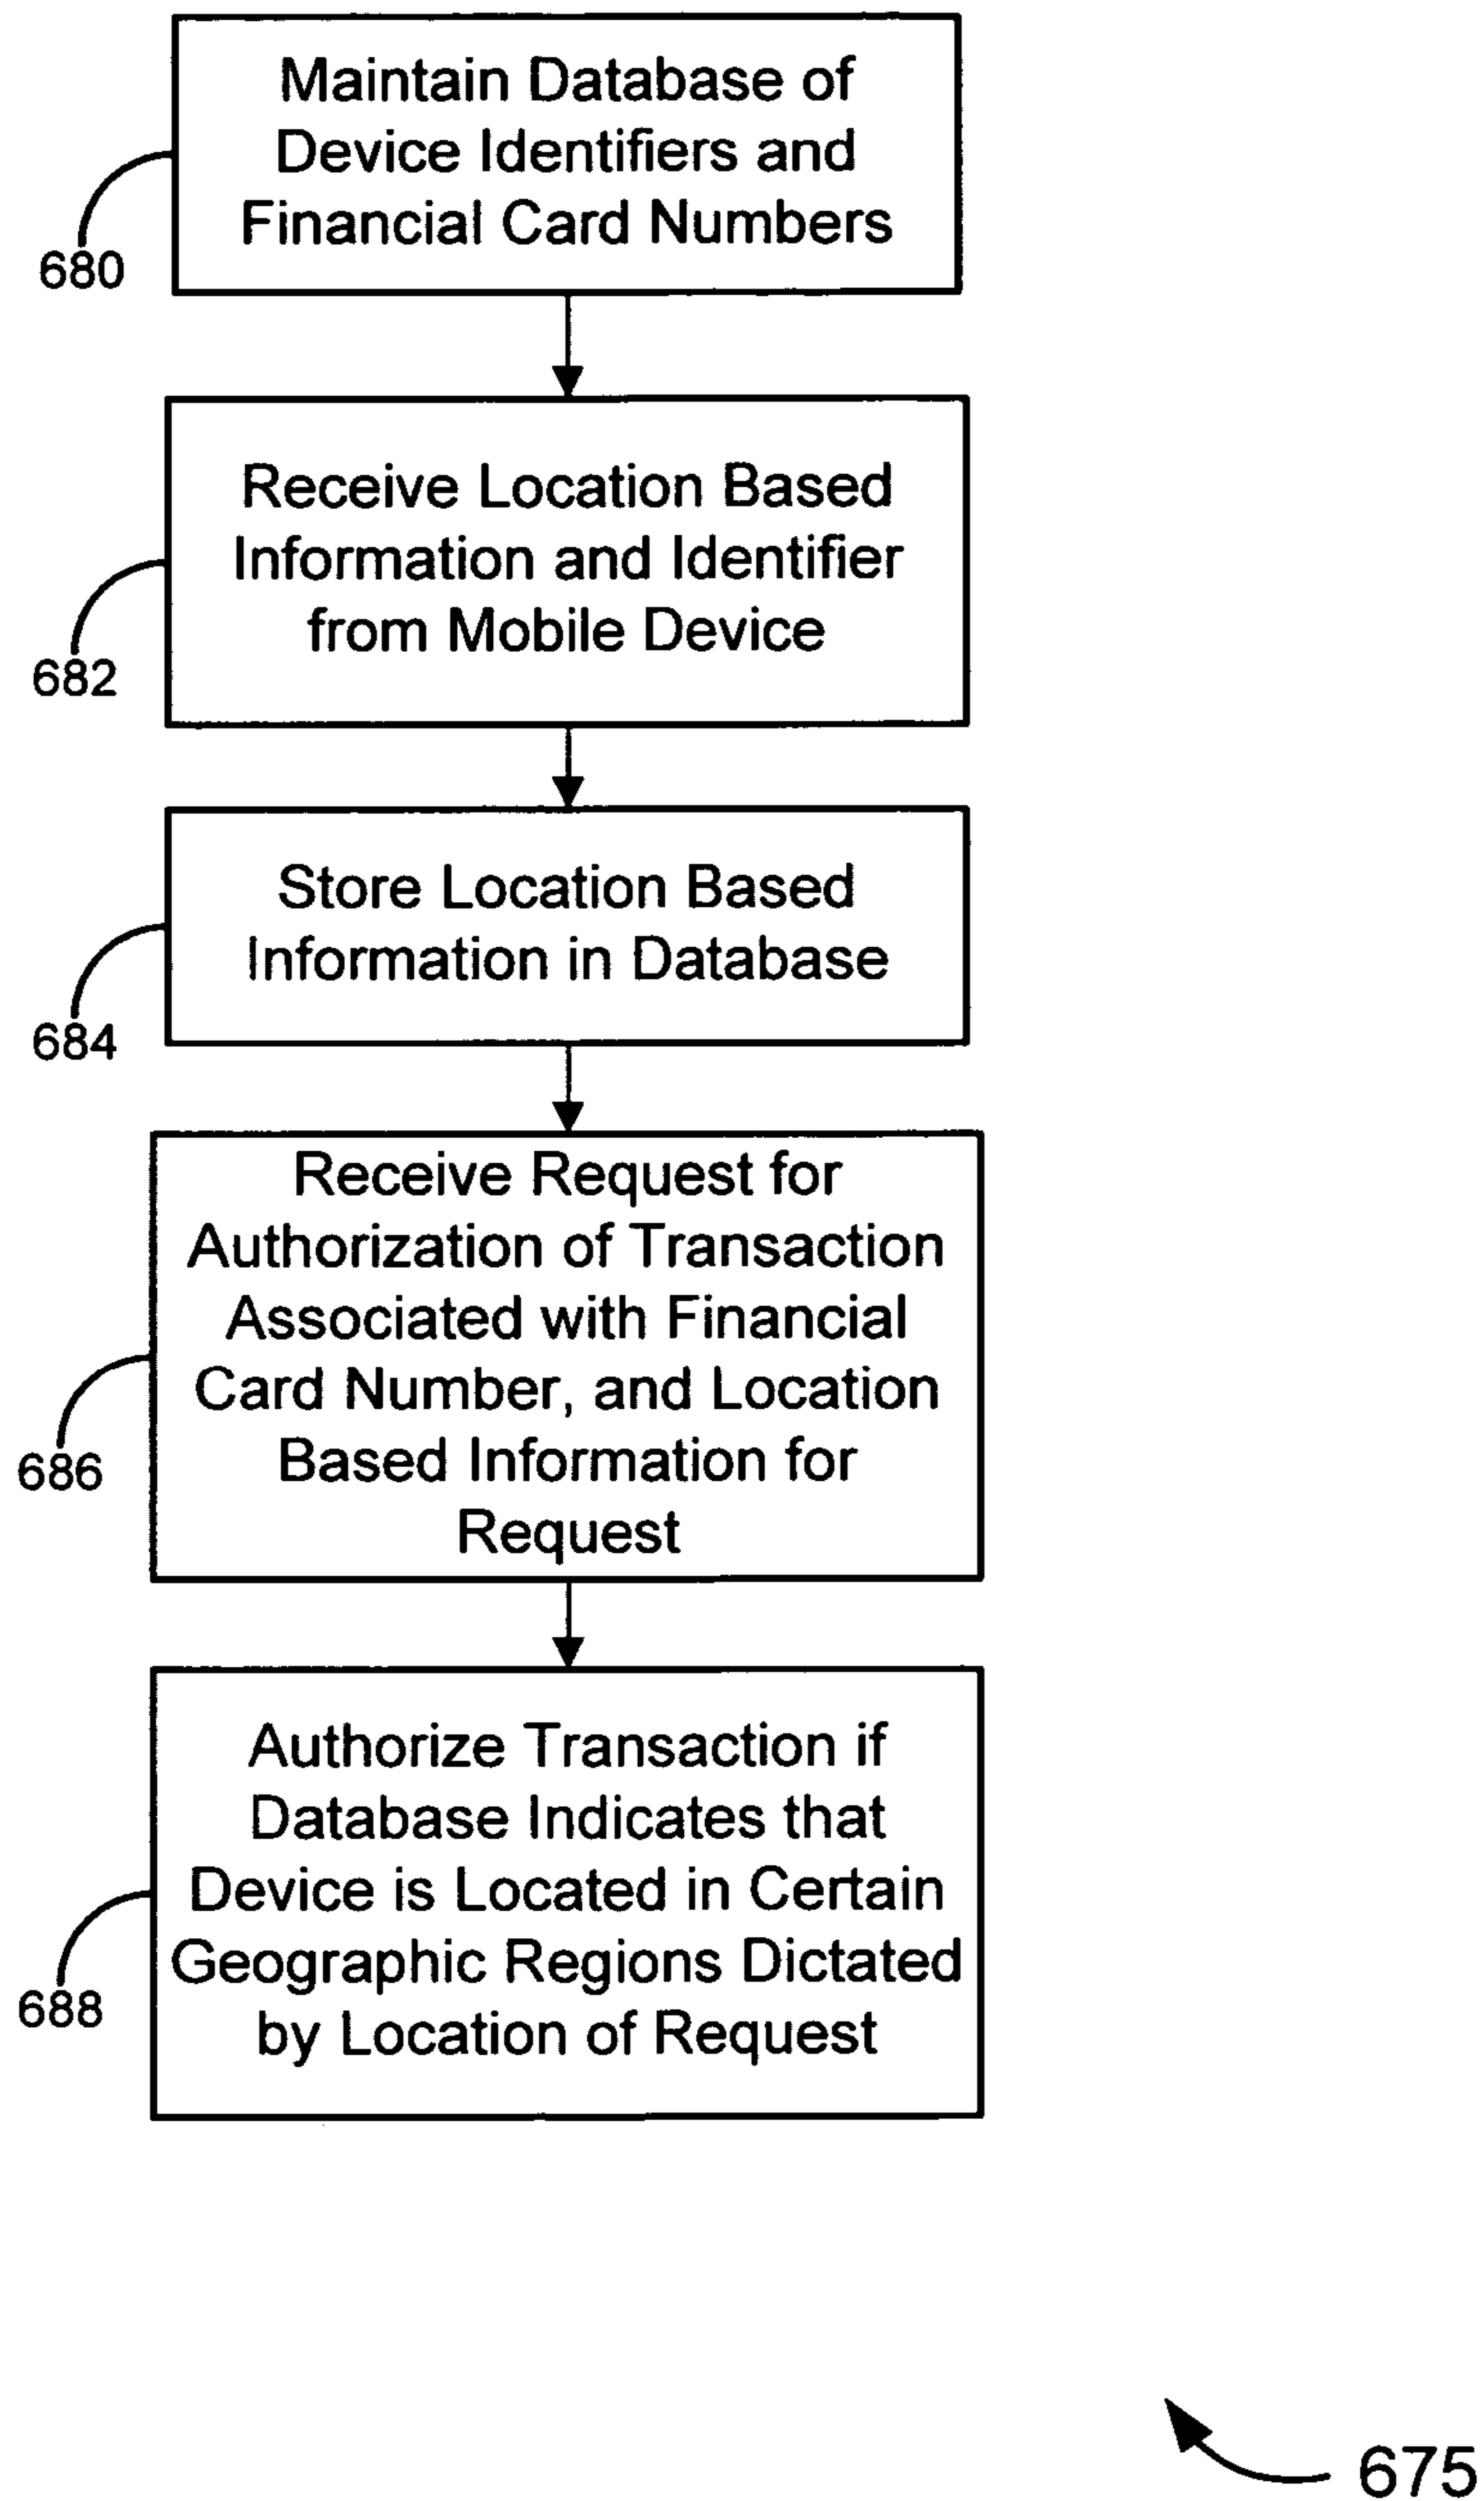 Maintain Database of
Device Identifiers and
Financial Card Numbers
680
Receive Location Based
Information and Identifier
from Mobile Device
682
Store Location Based
Information in Database
684
Receive Request for
Authorization of Transaction
Associated with Financial
Card Number, and Location
Based Information for
Request
686
Authorize Transaction if
Database Indicates that
Device is Located in Certain
Geographic Regions Dictated
by Location of Request
688
675